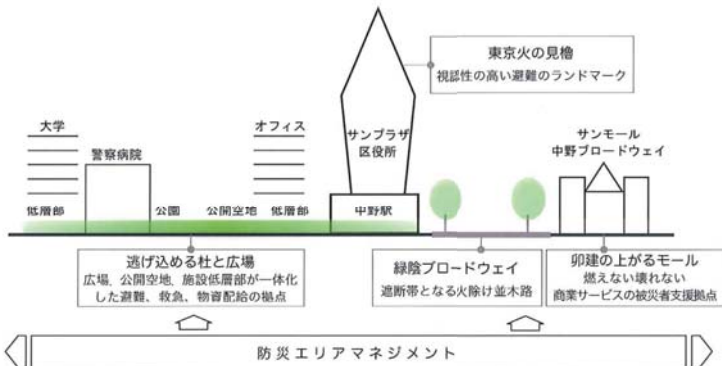 東京火の見櫓
視認性の高い避難のランドマーク
大学
オフィス
サンプラザ
区役所
サンモール
中野ブロードウェイ
警察病院
低層部
公園
公開空地
低層部
中野駅
逃げ込める杜と広場
広場、公開空地、施設低層部が一体化
した避難、救急、物資配給の拠点
緑陰ブロードウェイ
遮断帯となる火除け並木路
卯建の上がるモール
燃えない壊れない
商業サービスの被災者支援拠点
防災エリアマネジメント